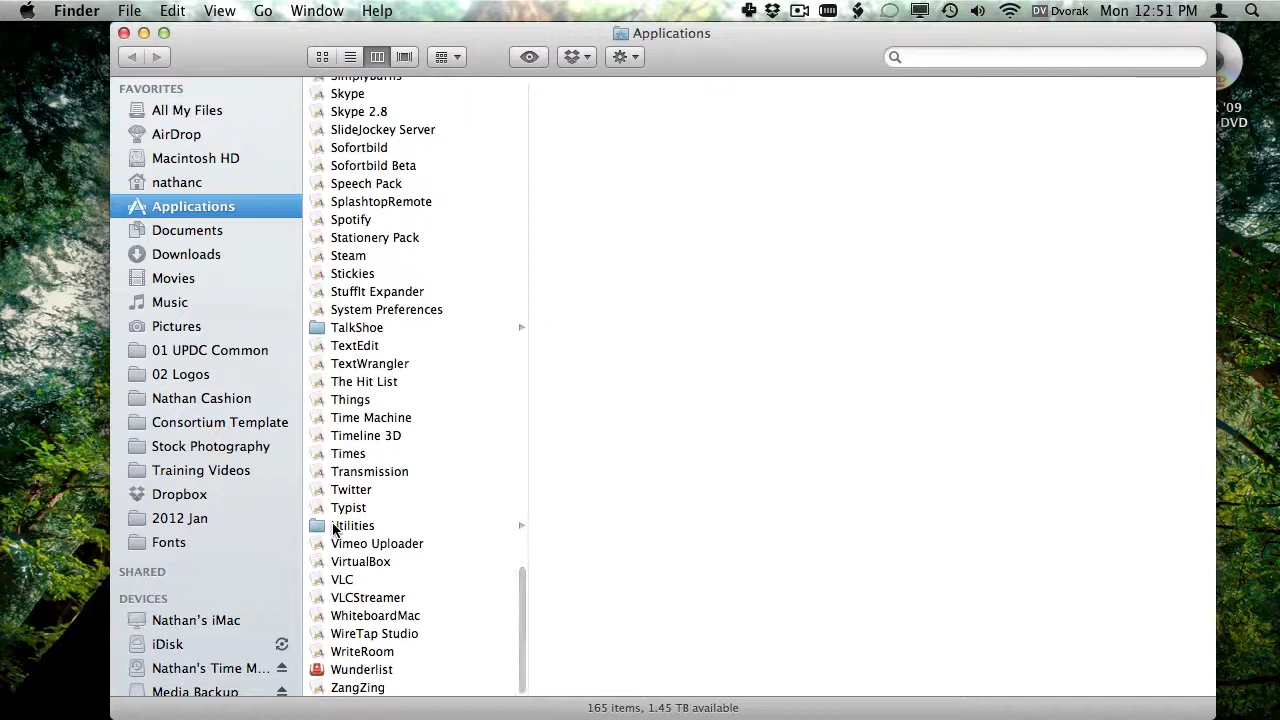 Finder File Edit View Go Window Help DV Dvorak Mon 12:51 PM
Applications
FAVORITES
All My Files
AirDrop
Macintosh HD
nathanc
Applications
Documents
Downloads
Movies
Music
Pictures
01 UPDC Common
02 Logos
Nathan Cashion
Consortium Template
Stock Photography
Training Videos
Dropbox
2012 Jan
Fonts
SHARED
DEVICES
Nathan's iMac
iDisk
Nathan's Time M...
Media Backup
SimplyBurns
Skype
Skype 2.8
SlideJockey Server
Sofortbild
Sofortbild Beta
Speech Pack
SplashtopRemote
Spotify
Stationery Pack
Steam
Stickies
StuffIt Expander
System Preferences
TalkShoe
TextEdit
TextWrangler
The Hit List
Things
Time Machine
Timeline 3D
Times
Transmission
Twitter
Typist
Utilities
Vimeo Uploader
VirtualBox
VLC
VLCStreamer
WhiteboardMac
WireTap Studio
WriteRoom
Wunderlist
ZangZing
'09
DVD
165 items, 1.45 TB available